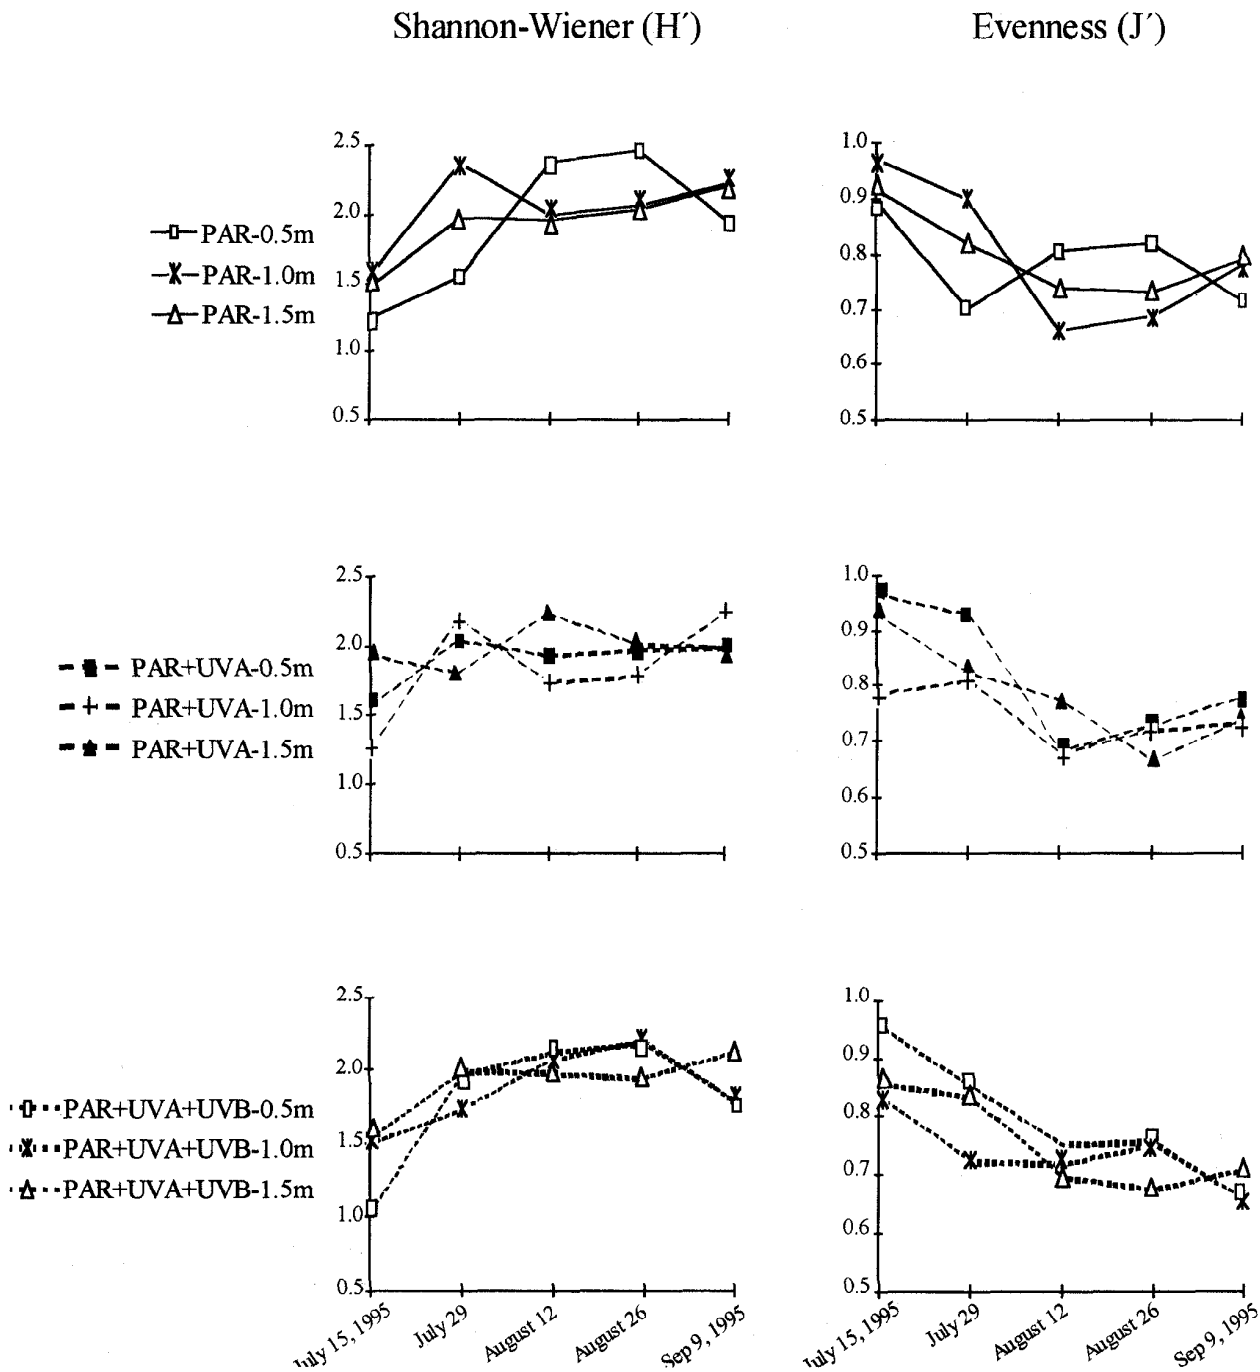 Shannon-Wiener (H´)
Evenness (J´)
2.5
2.0
1.5
1.0
0.5
PAR-0.5m
PAR-1.0m
PAR-1.5m
1.0
0.9
0.8
0.7
0.6
0.5
2.5
2.0
1.5
1.0
0.5
PAR+UVA-0.5m
PAR+UVA-1.0m
PAR+UVA-1.5m
1.0
0.9
0.8
0.7
0.6
0.5
2.5
2.0
1.5
1.0
0.5
PAR+UVA+UVB-0.5m
PAR+UVA+UVB-1.0m
PAR+UVA+UVB-1.5m
1.0
0.9
0.8
0.7
0.6
0.5
July 15, 1995
July 29
August 12
August 26
Sep 9, 1995
July 15, 1995
July 29
August 12
August 26
Sep 9, 1995